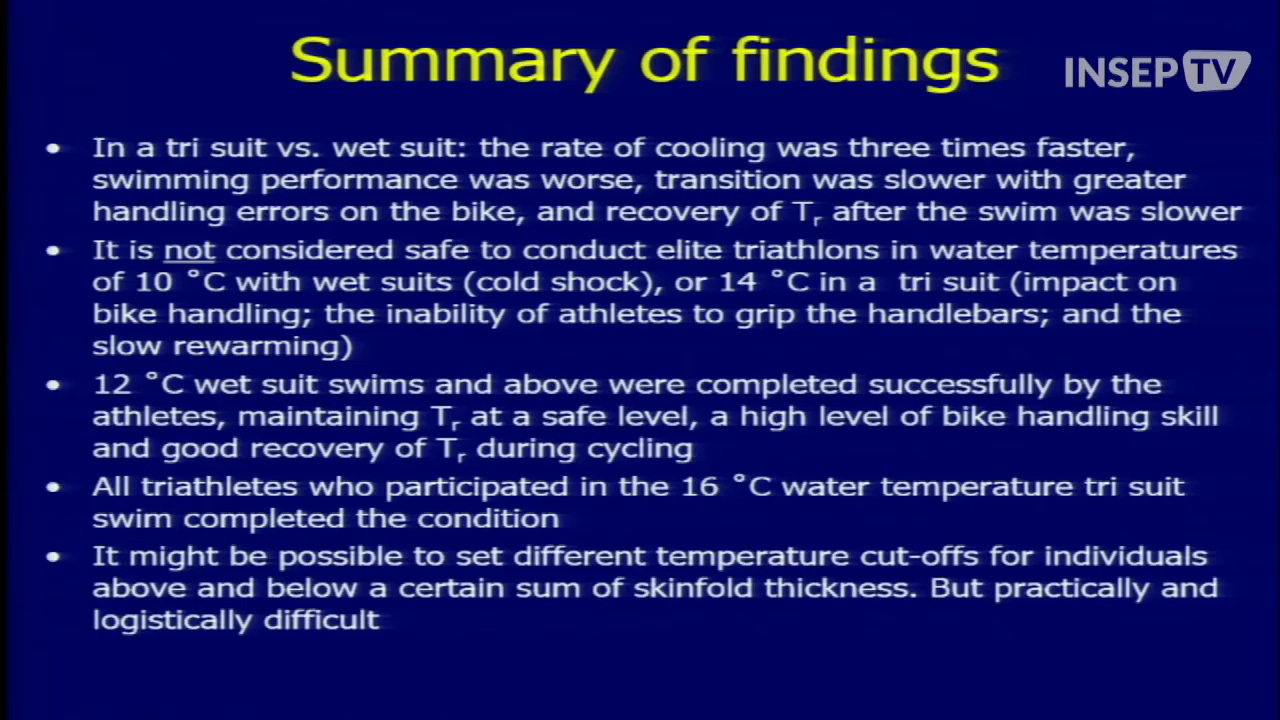 Summary of findings
INSEP TV
• In a tri suit vs. wet suit: the rate of cooling was three times faster,
swimming performance was worse, transition was slower with greater
handling errors on the bike, and recovery of Tr after the swim was slower
• It is not considered safe to conduct elite triathlons in water temperatures
of 10 °C with wet suits (cold shock), or 14 °C in a tri suit (impact on
bike handling; the inability of athletes to grip the handlebars; and the
slow rewarming)
• 12 °C wet suit swims and above were completed successfully by the
athletes, maintaining Tr at a safe level, a high level of bike handling skill
and good recovery of Tr during cycling
• All triathletes who participated in the 16 °C water temperature tri suit
swim completed the condition
• It might be possible to set different temperature cut-offs for individuals
above and below a certain sum of skinfold thickness. But practically and
logistically difficult